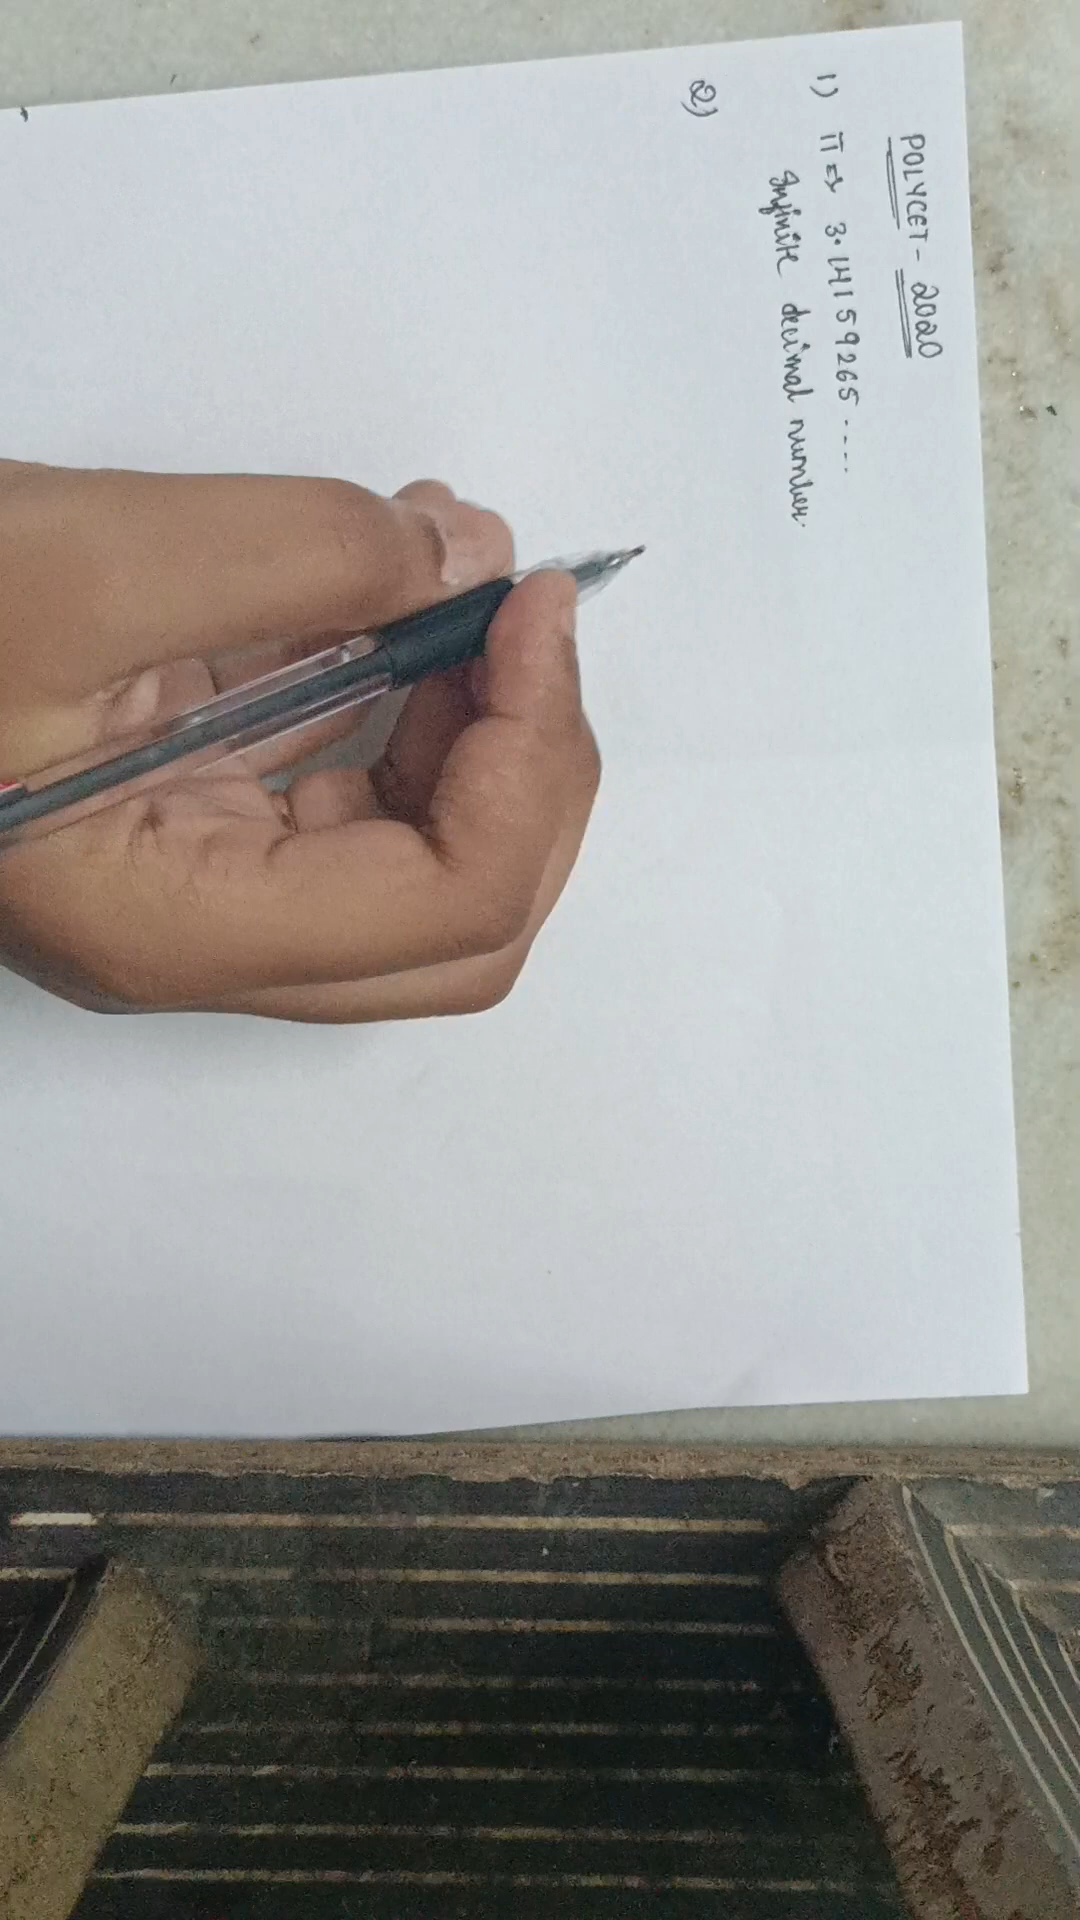 POLYCET - 2020
1) π => 3.14159265 ....
Infinite decimal number.
2)